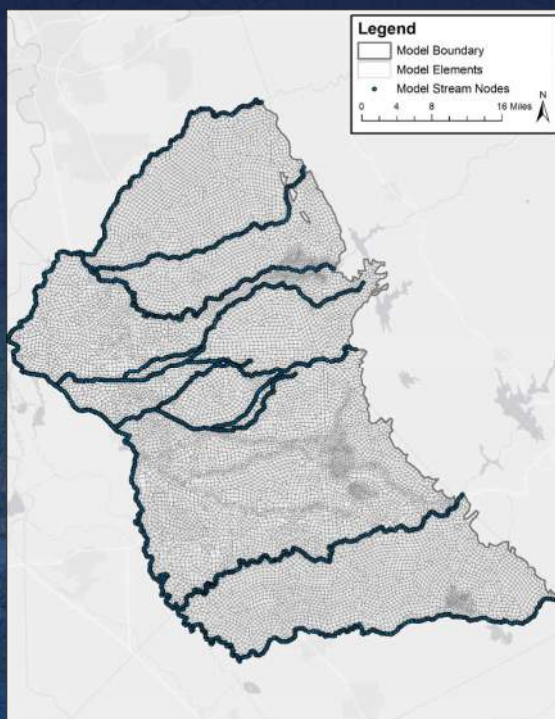 Legend
Model Boundary
Model Elements
Model Stream Nodes
N
0 4 8 16 Miles